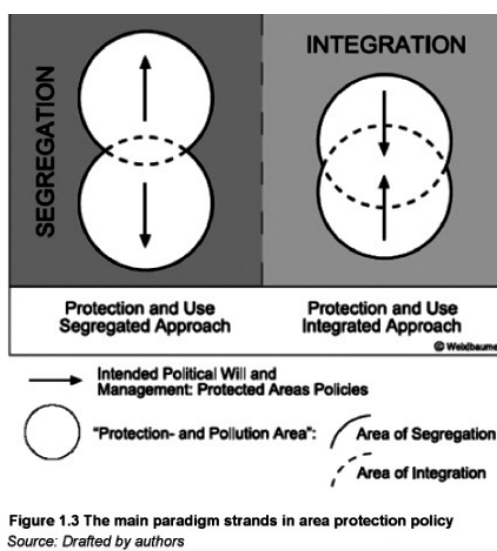 SEGREGATION
INTEGRATION
Protection and Use
Segregated Approach
Protection and Use
Integrated Approach
© Weixlbaume
Intended Political Will and
Management: Protected Areas Policies
"Protection- and Pollution Area":
Area of Segregation
Area of Integration
Figure 1.3 The main paradigm strands in area protection policy
Source: Drafted by authors